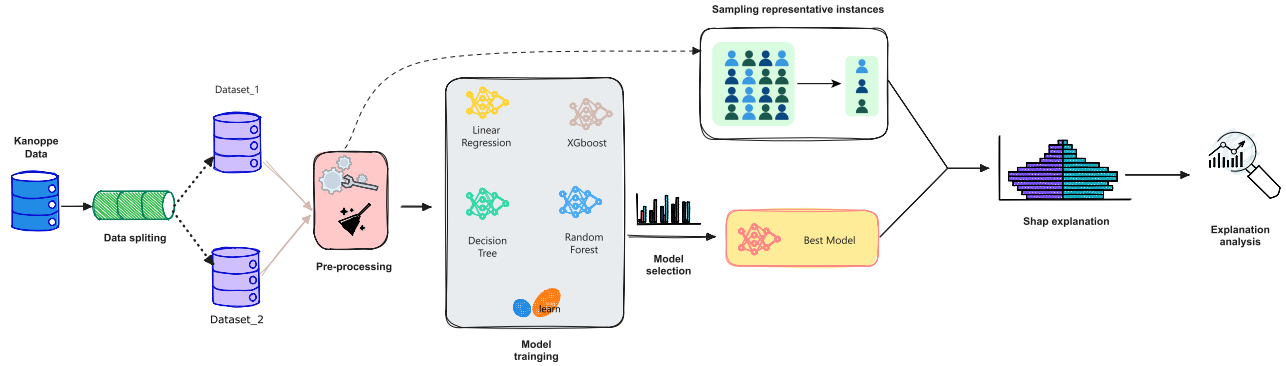 Sampling representative instances
Dataset_1
Kanoppe
Data
Linear
Regression
XGboost
Data spliting
Decision
Tree
Random
Forest
Best Model
Shap explanation
Explanation
analysis
Pre-processing
Model
selection
Dataset_2
learn
Model
trainging